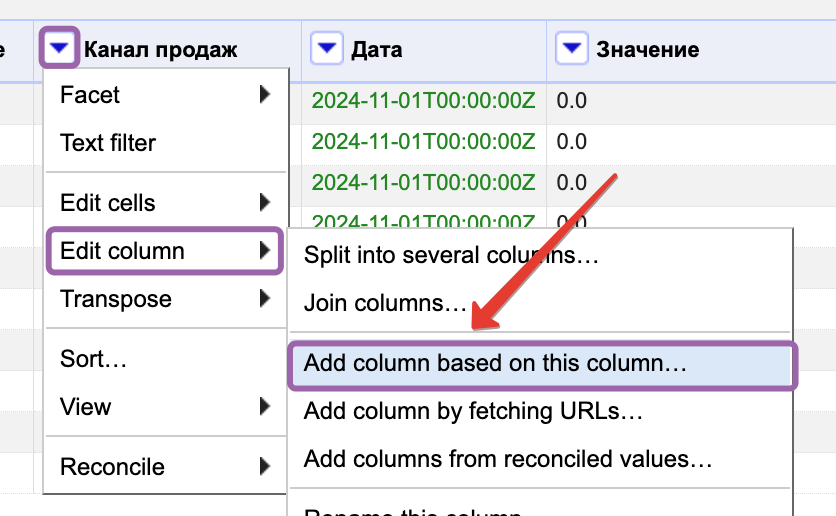 е
Канал продаж
Дата
Значение
Facet
Text filter
Edit cells
Edit column
Transpose
Sort…
View
Reconcile
2024-11-01T00:00:00Z 0.0
2024-11-01T00:00:00Z 0.0
2024-11-01T00:00:00Z 0.0
2024-11-01T00:00:00Z 0.0
Split into several columns…
Join columns…
Add column based on this column…
Add column by fetching URLs…
Add columns from reconciled values…
Rename this column